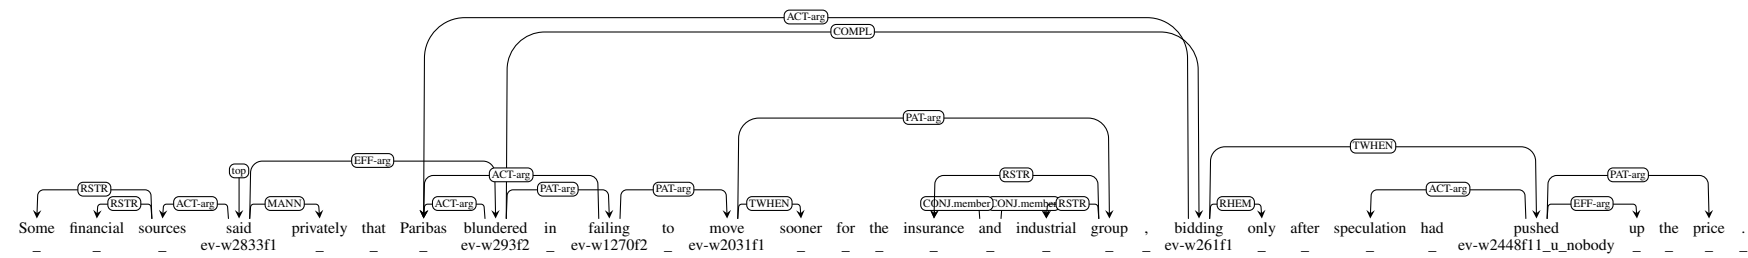 ACT-arg
COMPL
PAT-arg
TWHEN
top EFF-arg ACT-arg RSTR
RSTR PAT-arg PAT-arg ACT-arg PAT-arg
RSTR ACT-arg MANN ACT-arg TWHEN CONJ.member CONJ.member RSTR RHEM EFF-arg
Some financial sources said privately that Paribas blundered in failing to move sooner for the insurance and industrial group , bidding only after speculation had pushed up the price .
_ _ _ ev-w2833f1 _ _ _ ev-w293f2 _ ev-w1270f2 _ ev-w2031f1 _ _ _ _ _ _ _ _ ev-w261f1 _ _ _ _ ev-w2448f11_u_nobody _ _ _ _